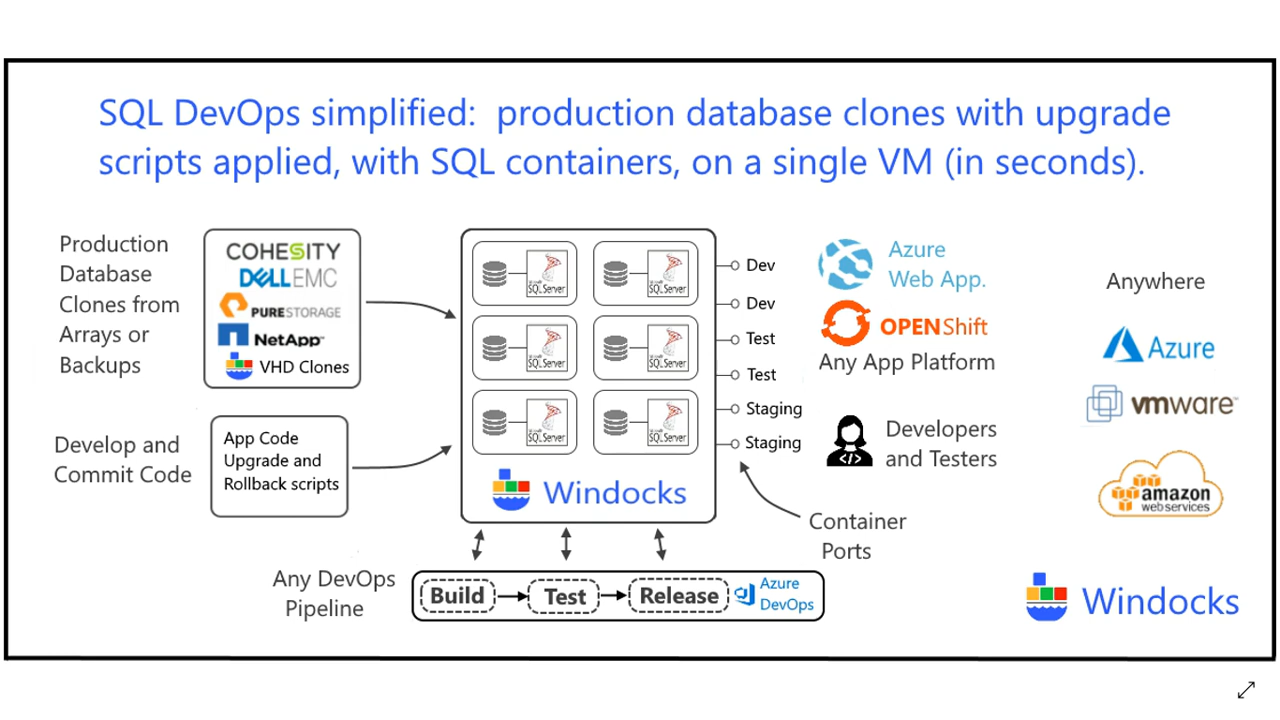 SQL DevOps simplified:  production database clones with upgrade
scripts applied, with SQL containers, on a single VM (in seconds).
Production
Database
Clones from
Arrays or
Backups
COHESITY
DELLEMC
PURESTORAGE
NetApp™
VHD Clones
Develop and
Commit Code
App Code
Upgrade and
Rollback scripts
SQL Server
SQL Server
SQL Server
SQL Server
SQL Server
SQL Server
Windocks
Dev
Dev
Test
Test
Staging
Staging
Azure
Web App.
OPENSHIFT
Any App Platform
Developers
and Testers
Container
Ports
Anywhere
Azure
vmware™
amazon
webservices
Any DevOps
Pipeline
Build
Test
Release
Azure
DevOps
Windocks